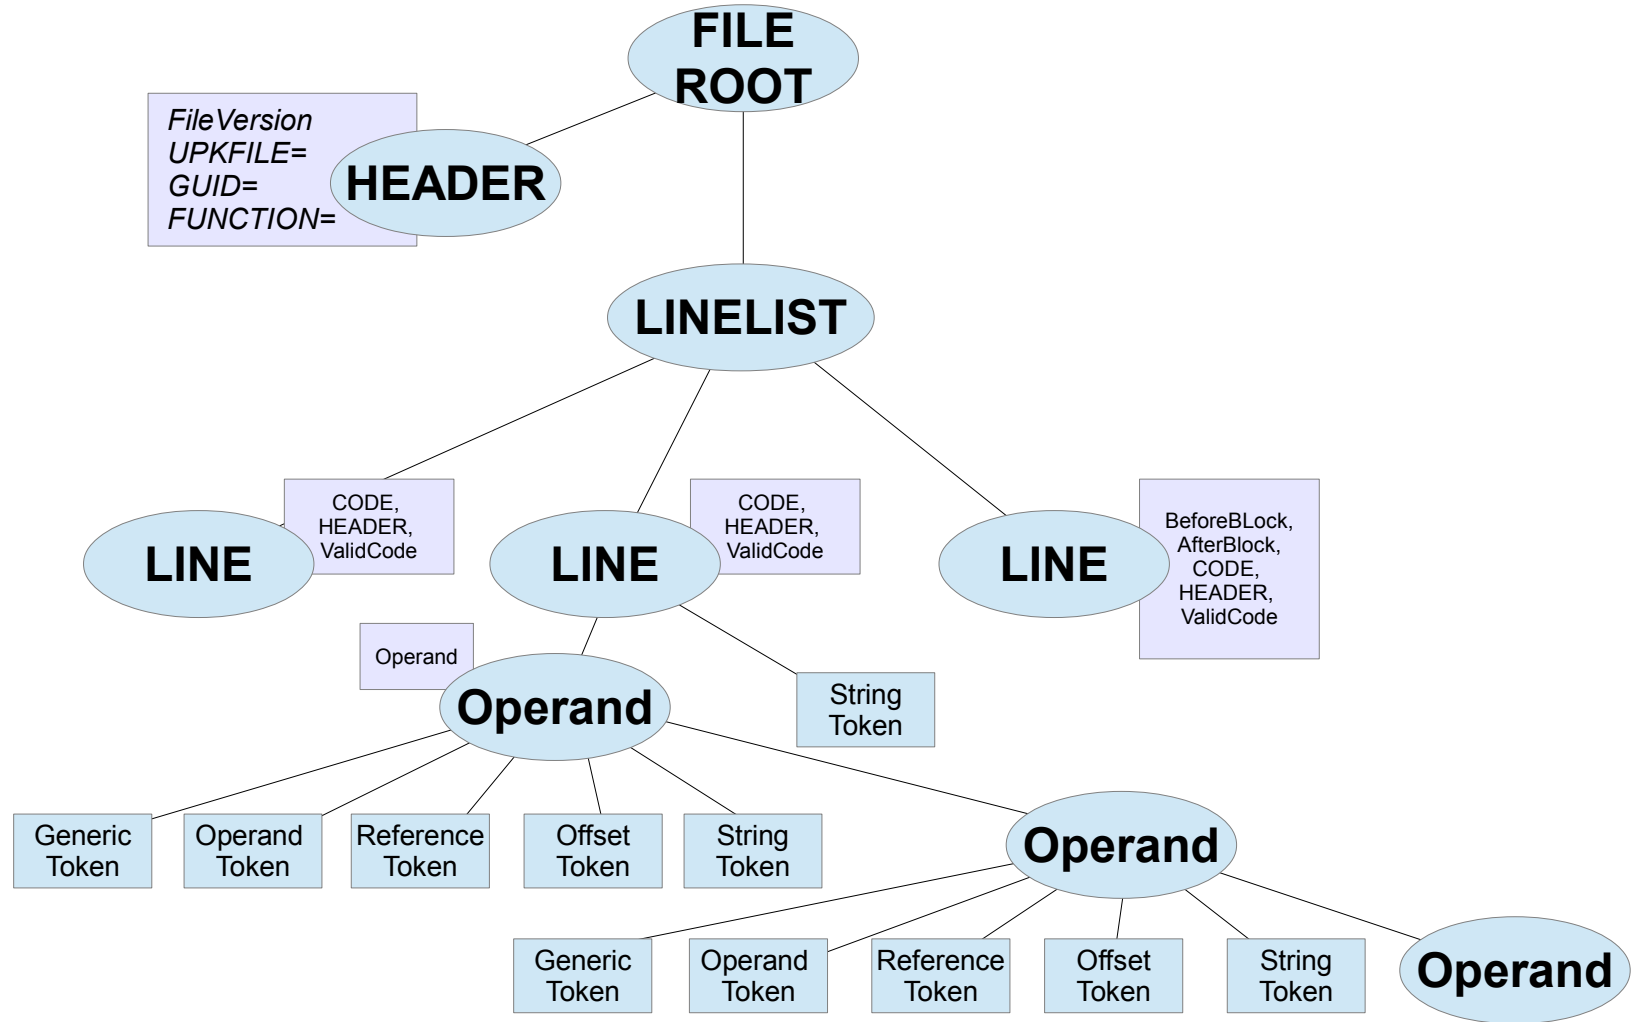 FILE
ROOT
FileVersion
UPKFILE=
GUID=
FUNCTION=
HEADER
LINELIST
LINE
CODE,
HEADER,
ValidCode
LINE
CODE,
HEADER,
ValidCode
LINE
BeforeBLock,
AfterBlock,
CODE,
HEADER,
ValidCode
Operand
Operand
String
Token
Generic
Token
Operand
Token
Reference
Token
Offset
Token
String
Token
Operand
Generic
Token
Operand
Token
Reference
Token
Offset
Token
String
Token
Operand